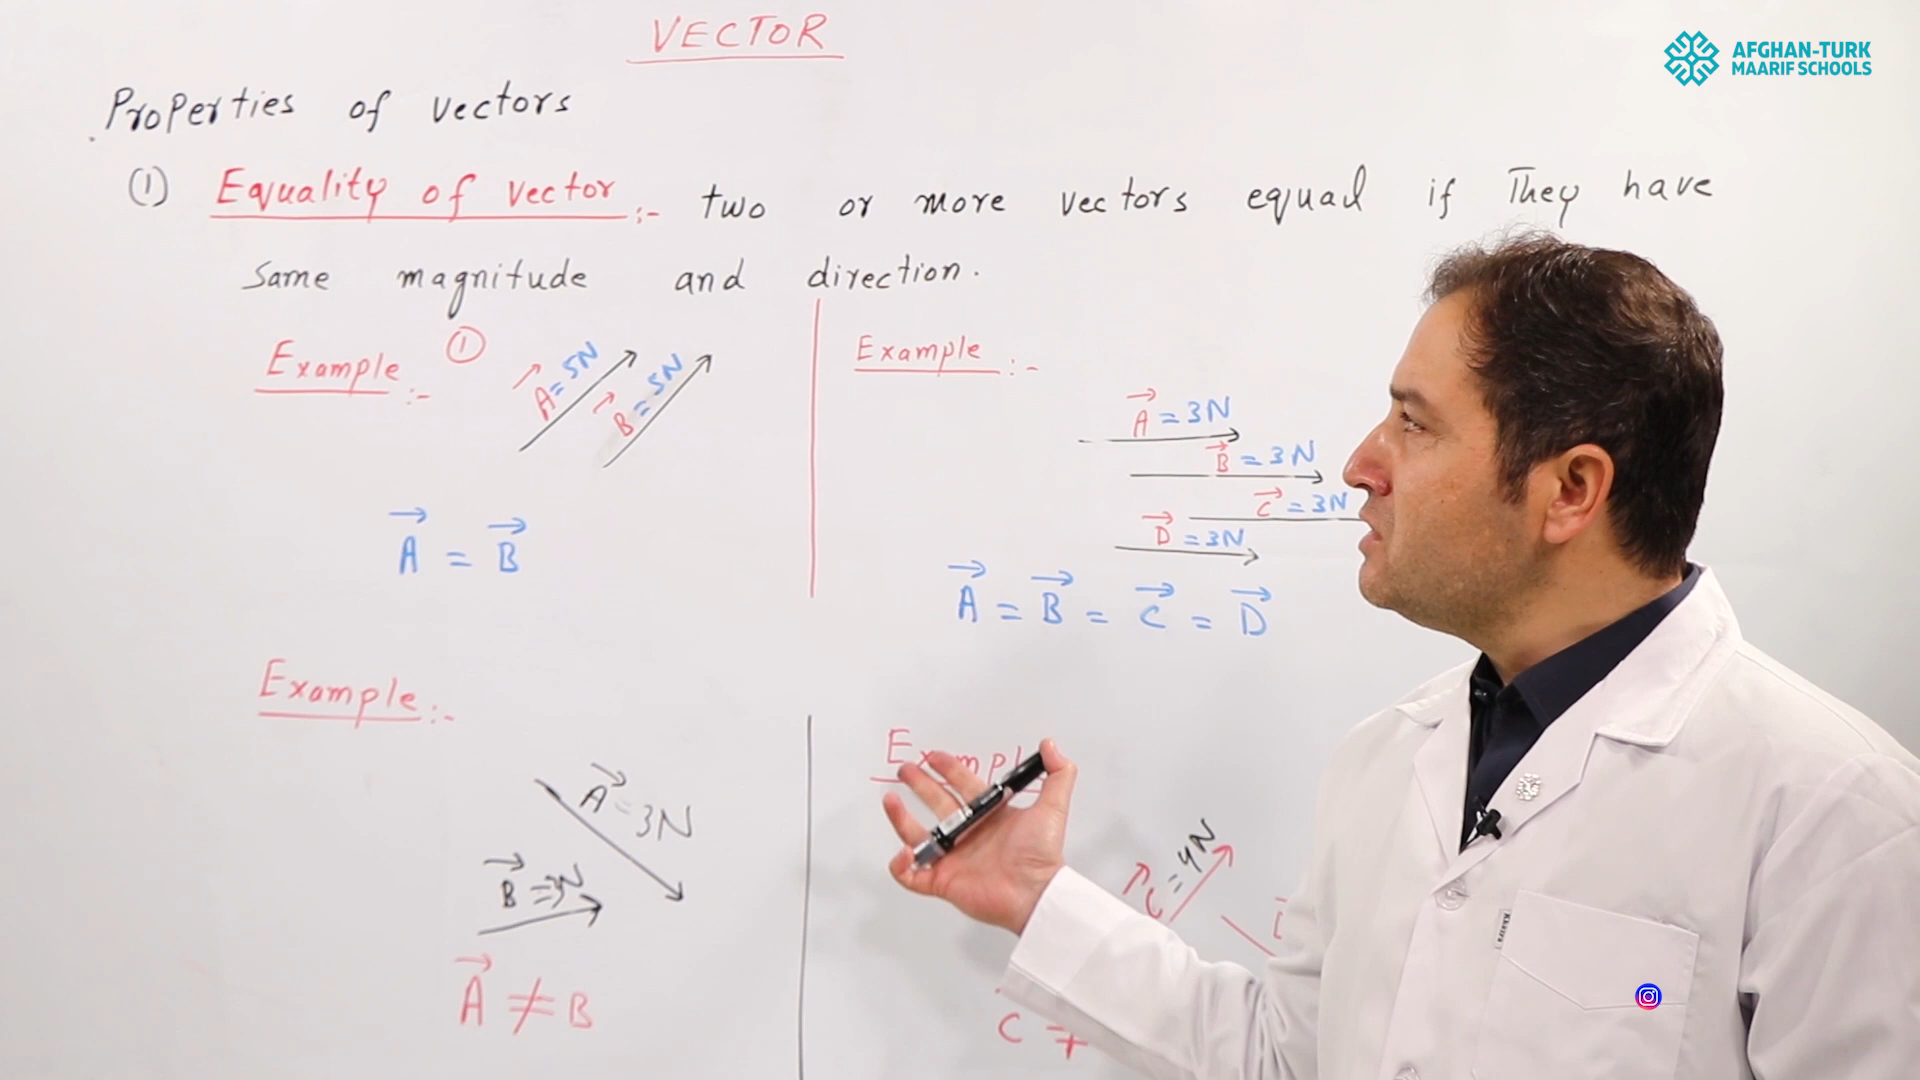 VECTOR
AFGHAN-TURK
MAARIF SCHOOLS
Properties of vectors
(1) Equality of vector :- two or more vectors equal if They have
Same magnitude and direction.
Example :- (1)
A = 5N
B = 5N
A = B
Example :-
A = 3N
B = 3N
C = 3N
D = 3N
A = B = C = D
Example :-
A = 3N
B = 3N
A ≠ B
Example
C = 4N
C ≠